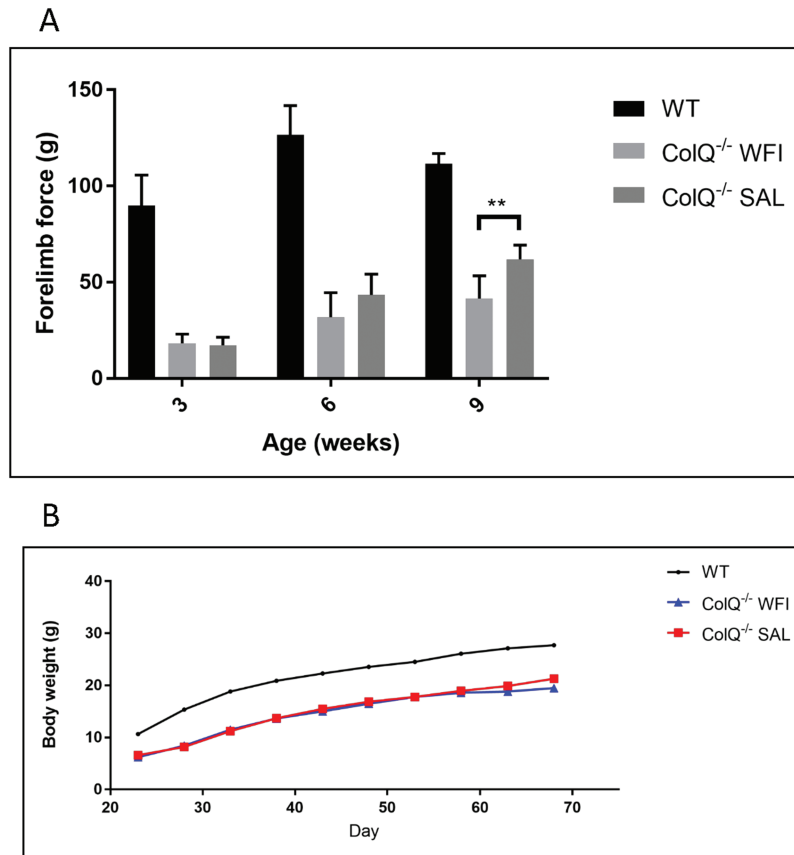 A
150
100
50
0
Forelimb force (g)
**
3 6 9
Age (weeks)
WT
ColQ-/- WFI
ColQ-/- SAL
B
40
30
20
10
0
Body weight (g)
20 30 40 50 60 70
Day
WT
ColQ-/- WFI
ColQ-/- SAL